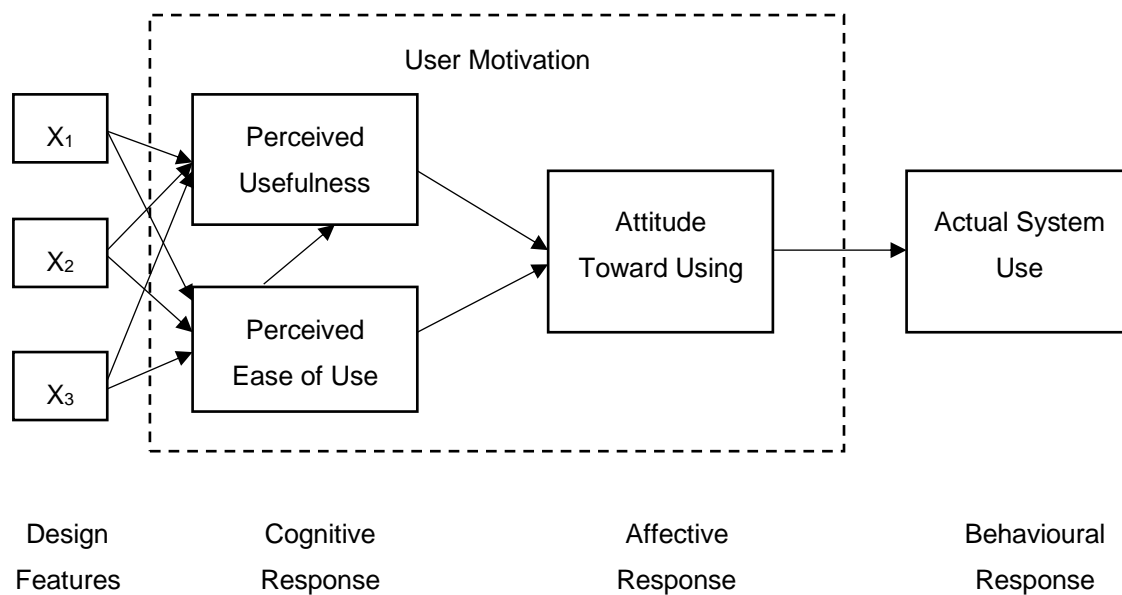 User Motivation
X₁
Perceived
Usefulness
X₂
Attitude
Toward Using
Actual System
Use
Perceived
Ease of Use
X₃
Design
Features
Cognitive
Response
Affective
Response
Behavioural
Response